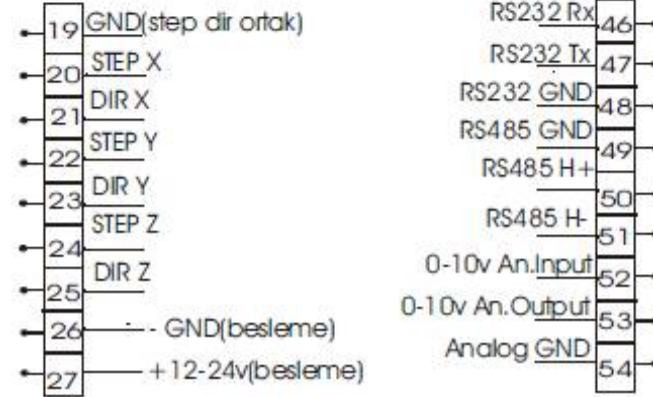 19 GND(step dir ortak)
20 STEP X
21 DIR X
22 STEP Y
23 DIR Y
24 STEP Z
25 DIR Z
26 - GND(besleme)
27 +12-24v(besleme)
RS232 Rx 46
RS232 Tx 47
RS232 GND 48
RS485 GND 49
RS485 H+ 50
RS485 H- 51
0-10v An.Input 52
0-10v An.Output 53
Analog GND 54